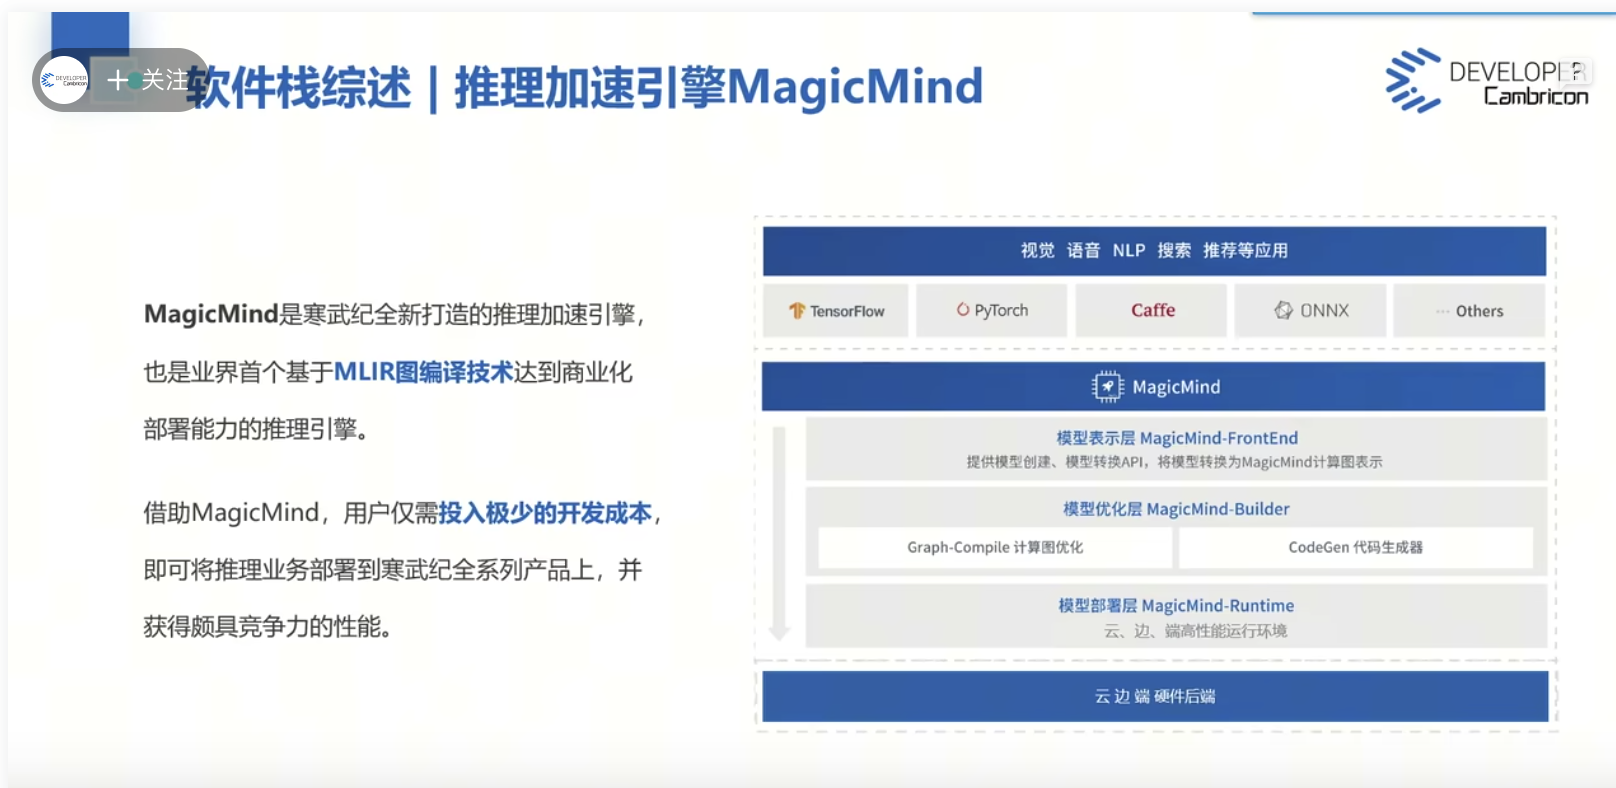 DEVELOPER
Cambricon
关注
软件栈综述 | 推理加速引擎MagicMind
DEVELOPER
Cambricon
MagicMind是寒武纪全新打造的推理加速引擎，
也是业界首个基于MLIR图编译技术达到商业化
部署能力的推理引擎。
借助MagicMind，用户仅需投入极少的开发成本，
即可将推理业务部署到寒武纪全系列产品上，并
获得颇具竞争力的性能。
视觉 语音 NLP 搜索 推荐等应用
TensorFlow
PyTorch
Caffe
ONNX
··· Others
MagicMind
模型表示层 MagicMind-FrontEnd
提供模型创建、模型转换API，将模型转换为MagicMind计算图表示
模型优化层 MagicMind-Builder
Graph-Compile 计算图优化
CodeGen 代码生成器
模型部署层 MagicMind-Runtime
云、边、端高性能运行环境
云 边 端 硬件后端